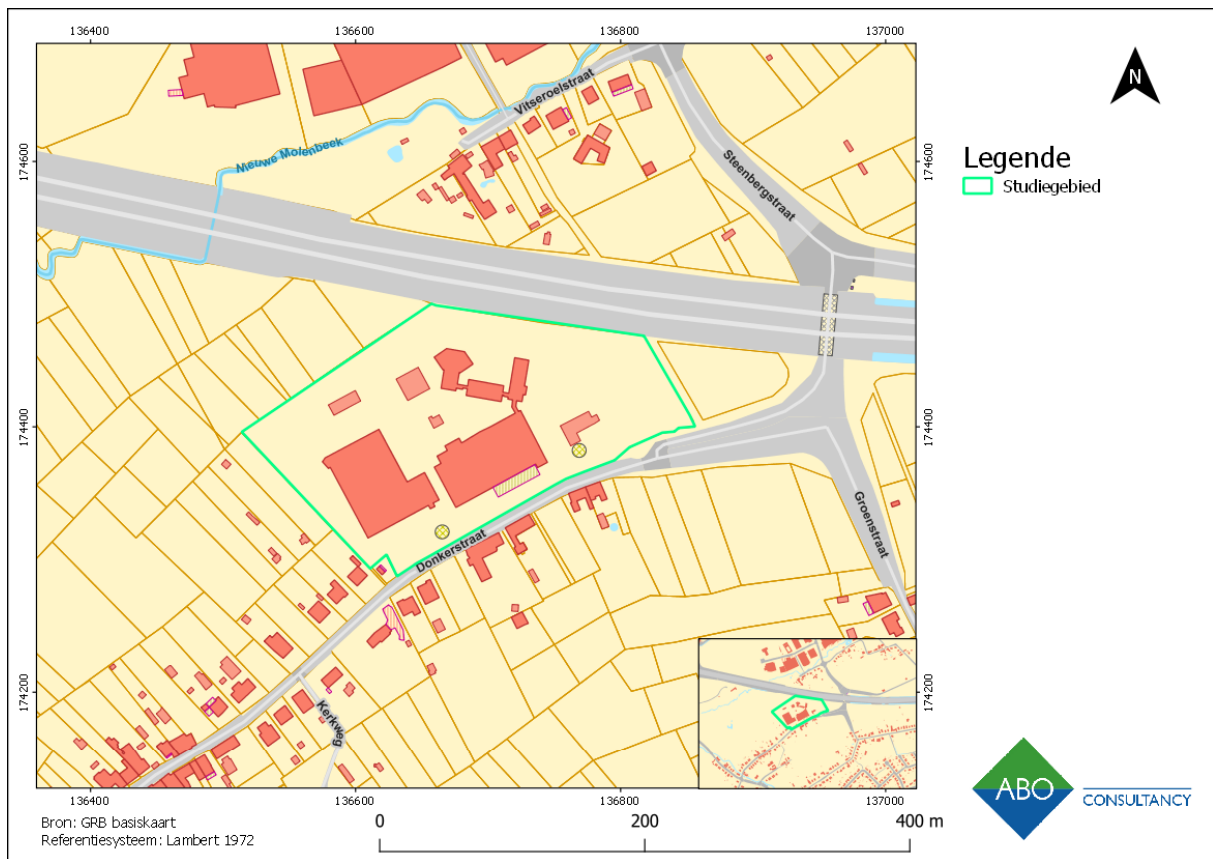 136400 136600 136800 137000
N
Vitseroelstraat
Nieuwe Molenbeek
174600 174600
Steenbergstraat
Legende
Studiegebied
174400 174400
Groenstraat
Donkerstraat
Kerkweg
174200 174200
136400 136600 136800 137000
Bron: GRB basiskaart
Referentiesysteem: Lambert 1972
0 200 400 m
ABO CONSULTANCY